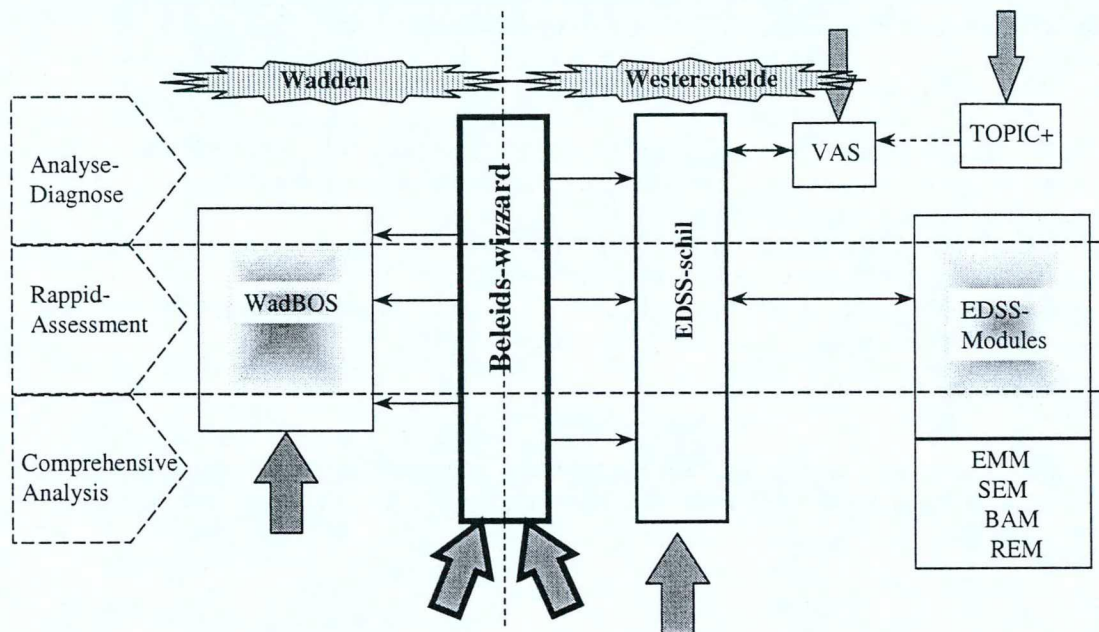 Wadden
Westerschelde
TOPIC+
VAS
Analyse-
Diagnose
Beleids-wizzard
EDSS-schil
Rappid-
Assessment
WadBOS
EDSS-
Modules
Comprehensive
Analysis
EMM
SEM
BAM
REM